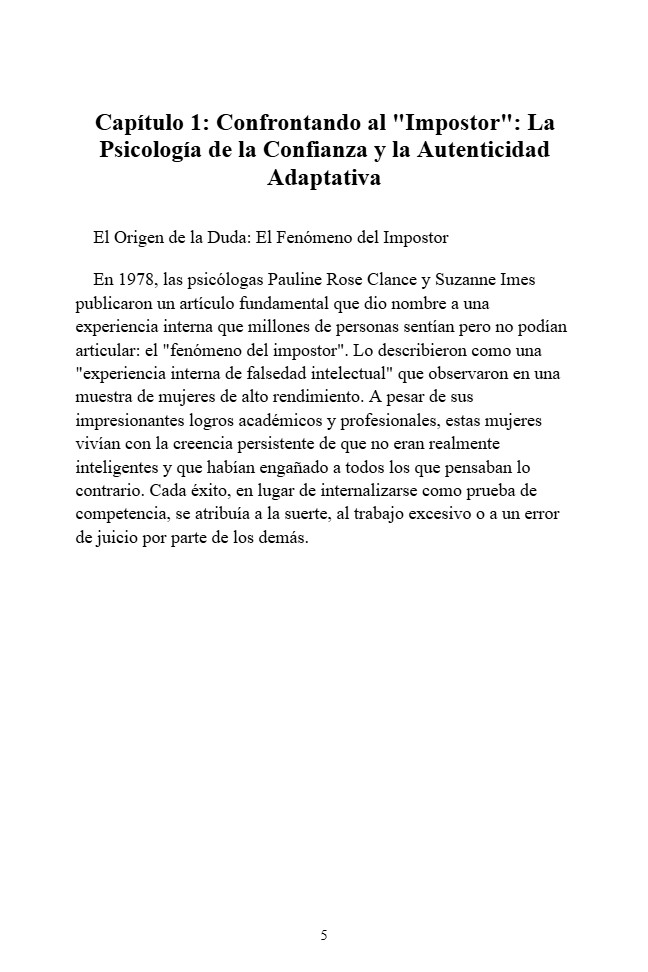 Capítulo 1: Confrontando al "Impostor": La
Psicología de la Confianza y la Autenticidad
Adaptativa
El Origen de la Duda: El Fenómeno del Impostor
En 1978, las psicólogas Pauline Rose Clance y Suzanne Imes
publicaron un artículo fundamental que dio nombre a una
experiencia interna que millones de personas sentían pero no podían
articular: el "fenómeno del impostor". Lo describieron como una
"experiencia interna de falsedad intelectual" que observaron en una
muestra de mujeres de alto rendimiento. A pesar de sus
impresionantes logros académicos y profesionales, estas mujeres
vivían con la creencia persistente de que no eran realmente
inteligentes y que habían engañado a todos los que pensaban lo
contrario. Cada éxito, en lugar de internalizarse como prueba de
competencia, se atribuía a la suerte, al trabajo excesivo o a un error
de juicio por parte de los demás.
5